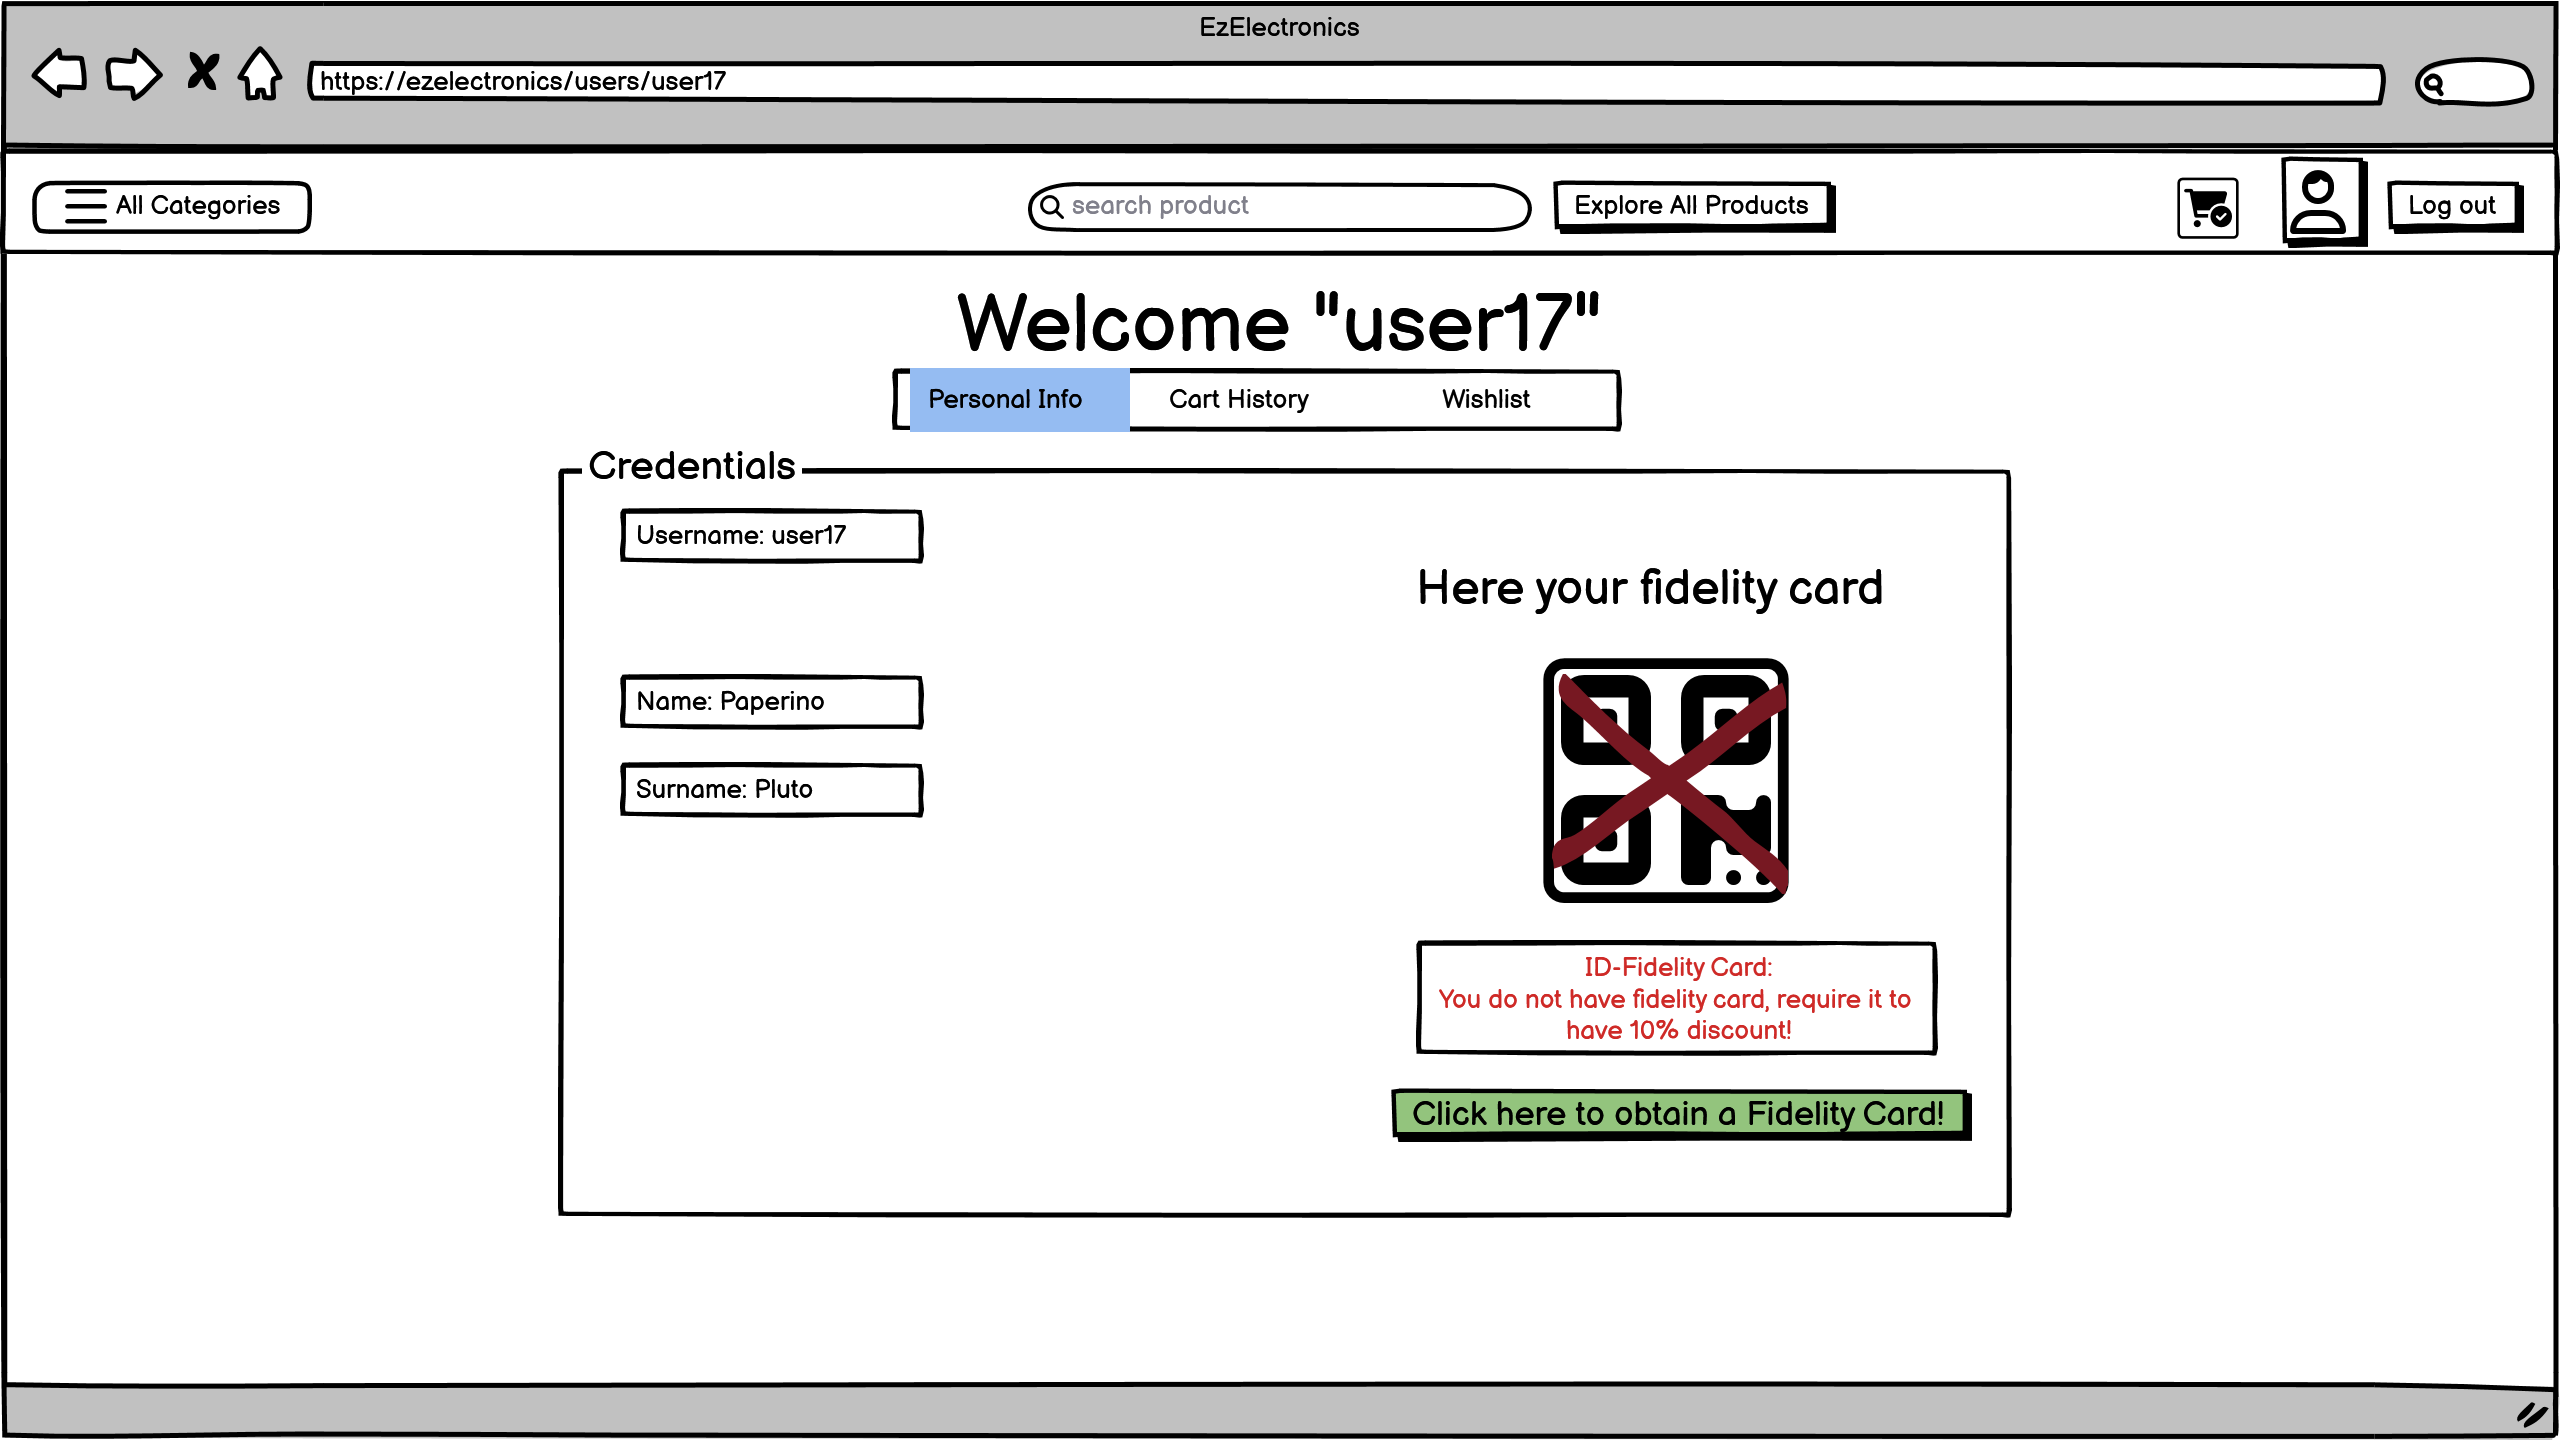 EzElectronics
https://ezelectronics/users/user17
All Categories
search product
Explore All Products
Log out
Welcome "user17"
Personal Info
Cart History
Wishlist
Credentials
Username: user17
Name: Paperino
Surname: Pluto
Here your fidelity card
ID-Fidelity Card:
You do not have fidelity card, require it to
have 10% discount!
Click here to obtain a Fidelity Card!